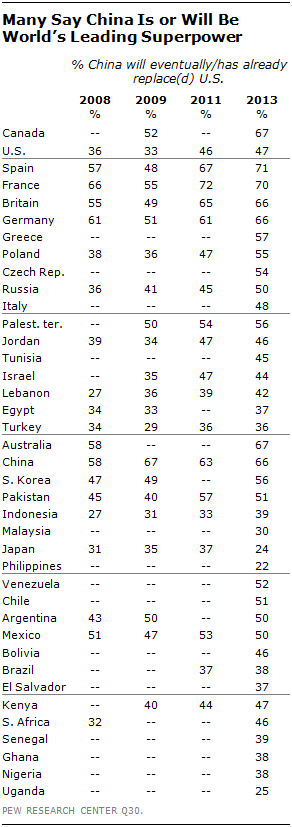 Many Say China Is or Will Be
World's Leading Superpower
% China will eventually/has already
replace(d) U.S.
2008 2009 2011 2013
% % % %
Canada -- 52 -- 67
U.S. 36 33 46 47
Spain 57 48 67 71
France 66 55 72 70
Britain 55 49 65 66
Germany 61 51 61 66
Greece -- -- -- 57
Poland 38 36 47 55
Czech Rep. -- -- -- 54
Russia 36 41 45 50
Italy -- -- -- 48
Palest. ter. -- 50 54 56
Jordan 39 34 47 46
Tunisia -- -- -- 45
Israel -- 35 47 44
Lebanon 27 36 39 42
Egypt 34 33 -- 37
Turkey 34 29 36 36
Australia 58 -- -- 67
China 58 67 63 66
S. Korea 47 49 -- 56
Pakistan 45 40 57 51
Indonesia 27 31 33 39
Malaysia -- -- -- 30
Japan 31 35 37 24
Philippines -- -- -- 22
Venezuela -- -- -- 52
Chile -- -- -- 51
Argentina 43 50 -- 50
Mexico 51 47 53 50
Bolivia -- -- -- 46
Brazil -- -- 37 38
El Salvador -- -- -- 37
Kenya -- 40 44 47
S. Africa 32 -- -- 46
Senegal -- -- -- 39
Ghana -- -- -- 38
Nigeria -- -- -- 38
Uganda -- -- -- 25
PEW RESEARCH CENTER Q30.